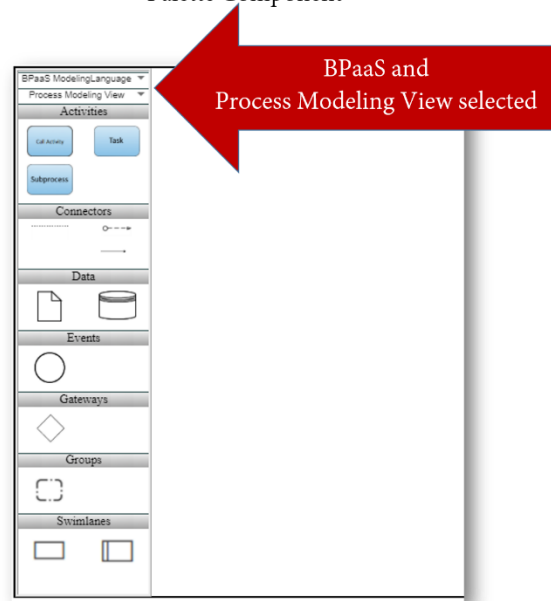 Palette Component
BPaaS and
Process Modeling View selected
BPaaS ModelingLanguage
Process Modeling View
Activities
Call Activity
Task
Subprocess
Connectors
Data
Events
Gateways
Groups
Swimlanes